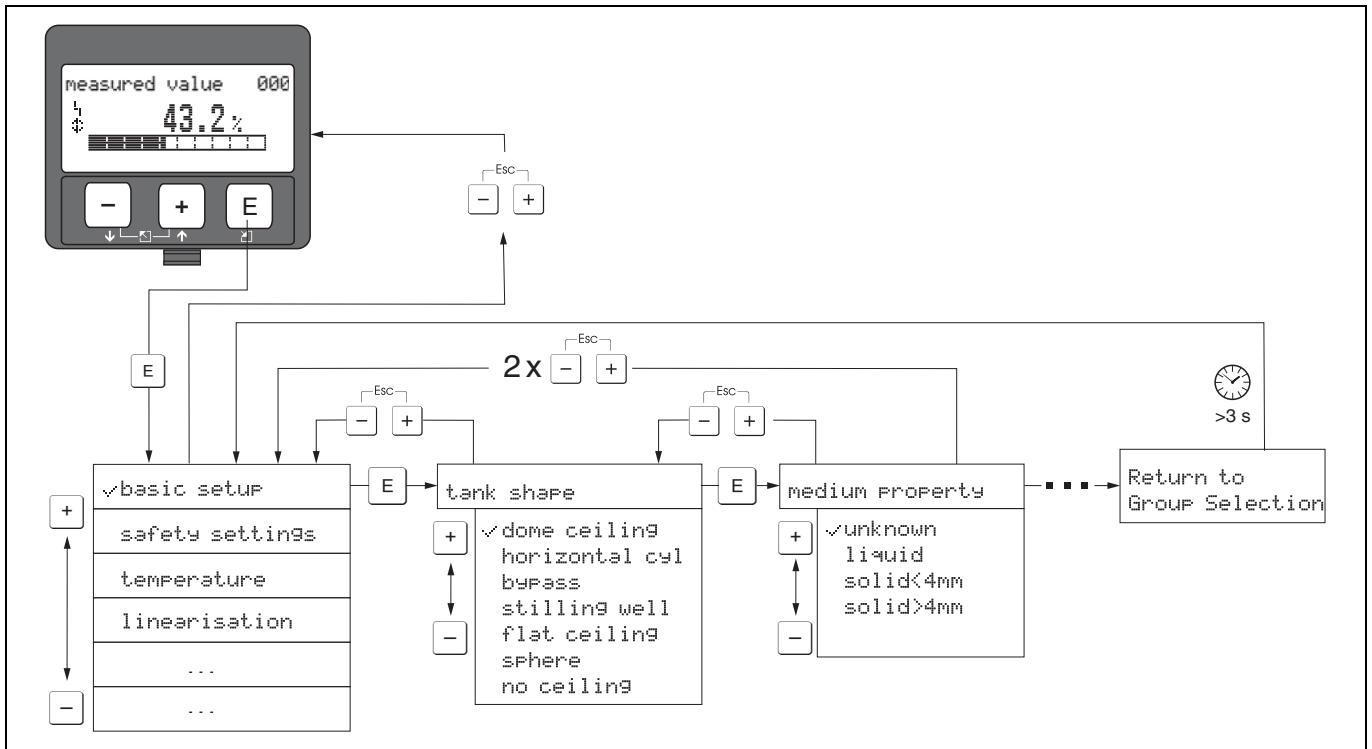 measured value 000
43.2%
- + E
Esc
- +
E
Esc
2x - +
Esc
- +
Esc
- +
>3 s
✓basic setup
safety settings
temperature
linearisation
...
...
+
-
E
tank shape
✓dome ceiling
horizontal cyl
bypass
stilling well
flat ceiling
sphere
no ceiling
+
-
E
medium property
✓unknown
liquid
solid<4mm
solid>4mm
+
-
Return to
Group Selection